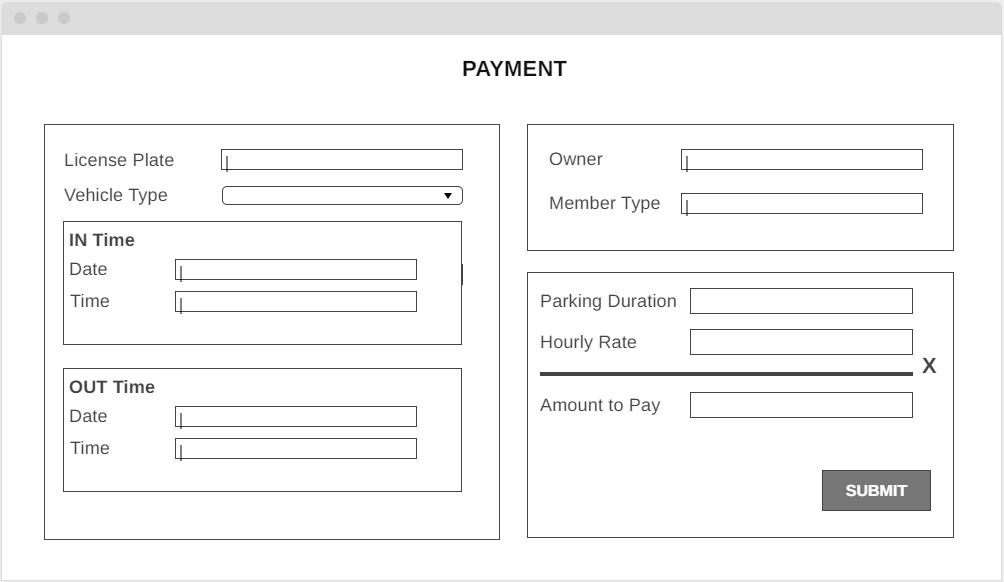 PAYMENT
License Plate
Vehicle Type
IN Time
Date
Time
OUT Time
Date
Time
Owner
Member Type
Parking Duration
Hourly Rate
X
Amount to Pay
SUBMIT